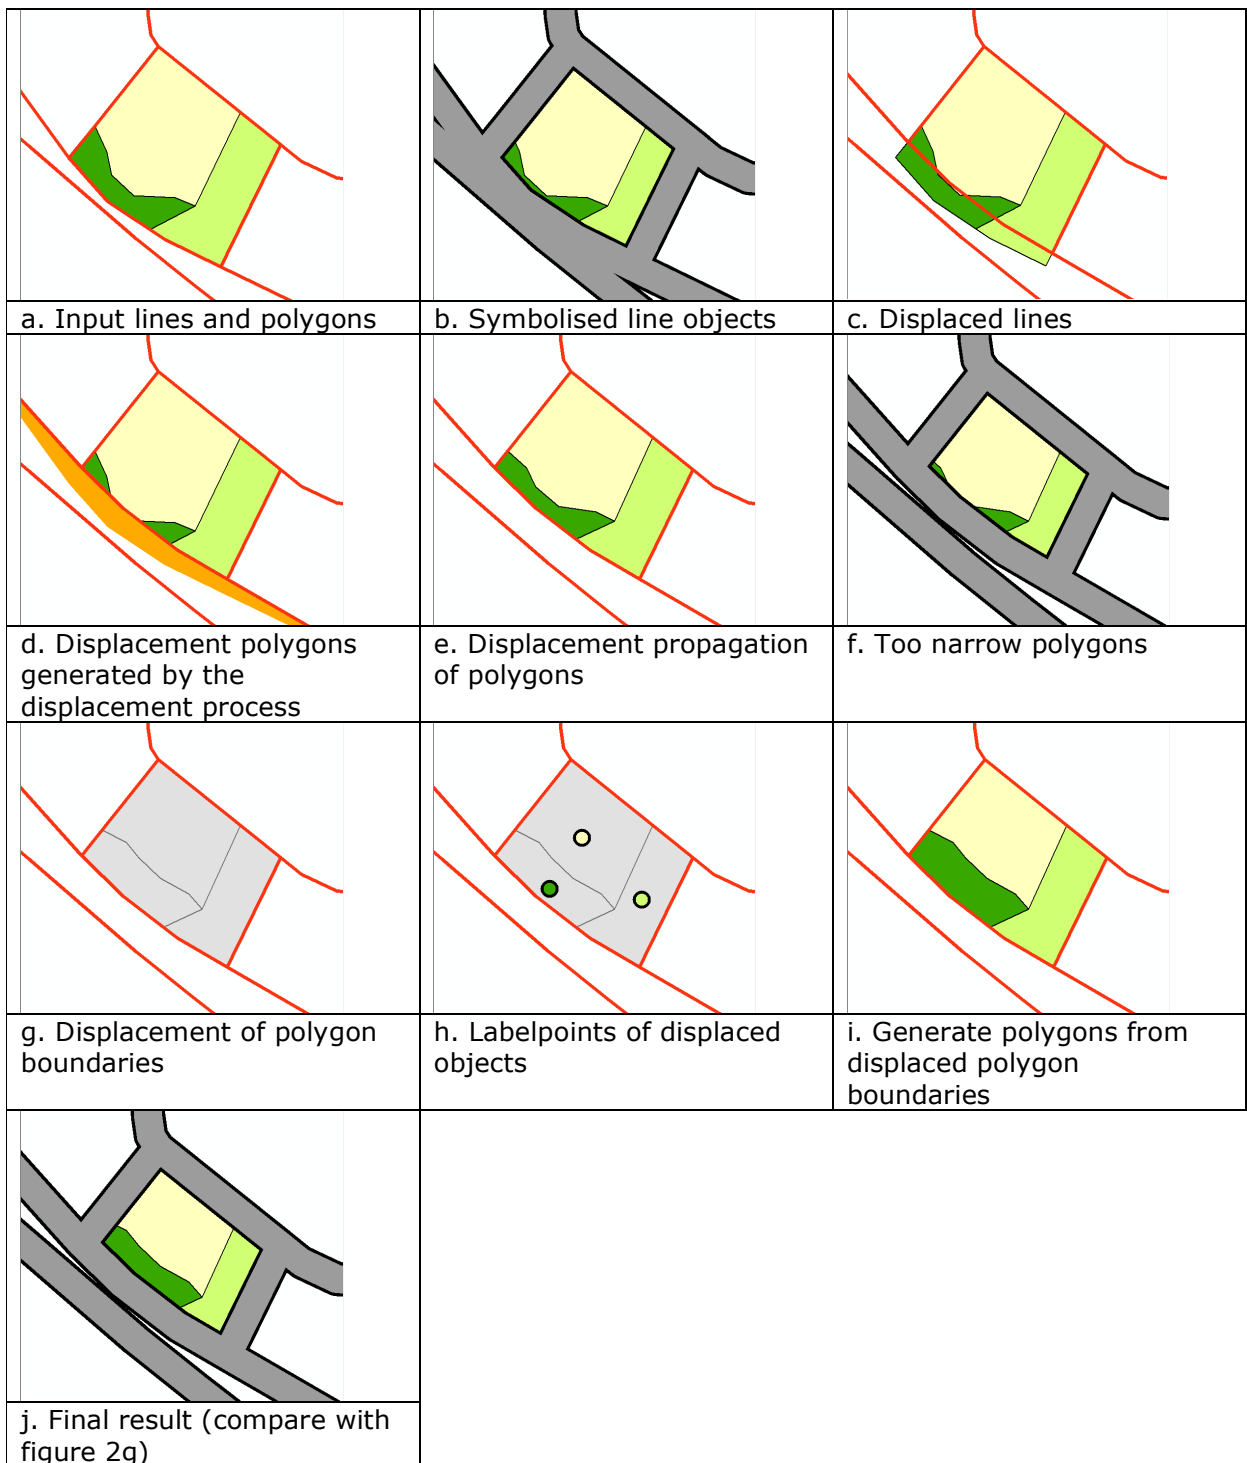 a. Input lines and polygons
b. Symbolised line objects
c. Displaced lines
d. Displacement polygons
generated by the
displacement process
e. Displacement propagation
of polygons
f. Too narrow polygons
g. Displacement of polygon
boundaries
h. Labelpoints of displaced
objects
i. Generate polygons from
displaced polygon
boundaries
j. Final result (compare with
figure 2g)